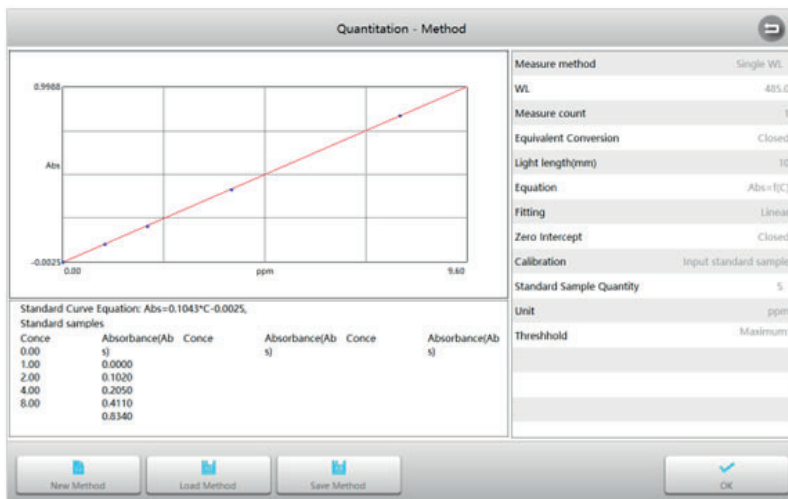 Quantitation - Method
0.9988
Abs
-0.0025
0.00
ppm
9.60
Standard Curve Equation: Abs=0.1043*C-0.0025,
Standard samples
Conce Absorbance(Ab Conce Absorbance(Ab Conce Absorbance(Ab
0.00 s) s) s)
1.00 0.0000
2.00 0.1020
4.00 0.2050
8.00 0.4110
0.8340
Measure method Single WL
WL 485.0
Measure count 1
Equivalent Conversion Closed
Light length(mm) 10
Equation Abs=f(C)
Fitting Linear
Zero Intercept Closed
Calibration Input standard sample
Standard Sample Quantity 5
Unit ppm
Threshhold Maximum:
New Method
Load Method
Save Method
OK